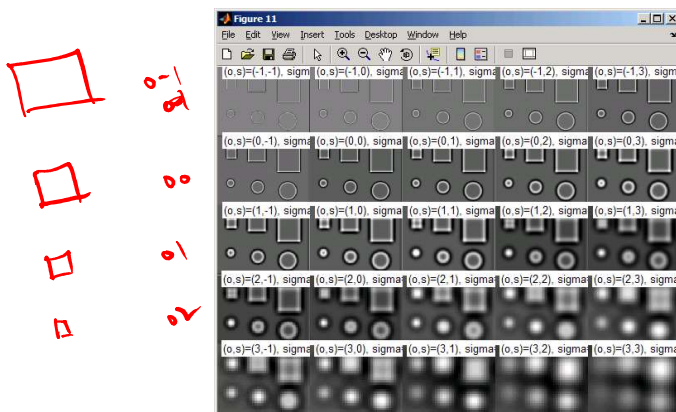 Figure 11
File Edit View Insert Tools Desktop Window Help
(o,s)=(-1,-1), sigma (o,s)=(-1,0), sigma (o,s)=(-1,1), sigma (o,s)=(-1,2), sigma (o,s)=(-1,3), sigma
(o,s)=(0,-1), sigma (o,s)=(0,0), sigma (o,s)=(0,1), sigma (o,s)=(0,2), sigma (o,s)=(0,3), sigma
(o,s)=(1,-1), sigma (o,s)=(1,0), sigma (o,s)=(1,1), sigma (o,s)=(1,2), sigma (o,s)=(1,3), sigma
(o,s)=(2,-1), sigma (o,s)=(2,0), sigma (o,s)=(2,1), sigma (o,s)=(2,2), sigma (o,s)=(2,3), sigma
(o,s)=(3,-1), sigma (o,s)=(3,0), sigma (o,s)=(3,1), sigma (o,s)=(3,2), sigma (o,s)=(3,3), sigma
0-1
00
01
02